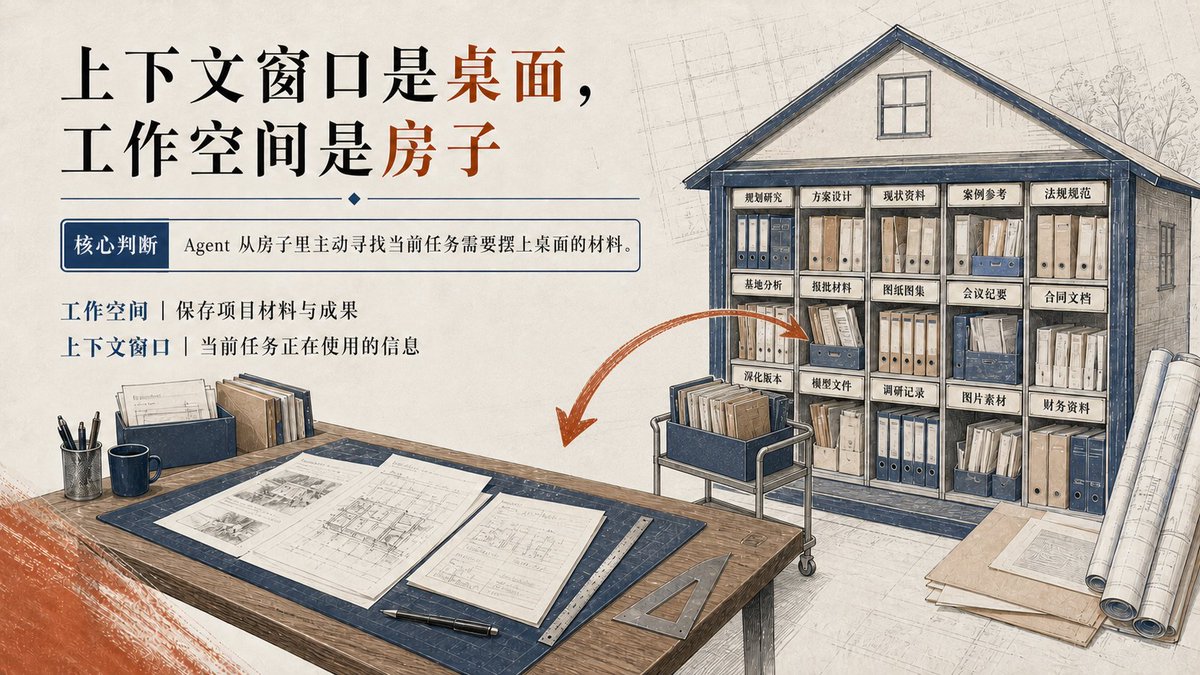 上下文窗口是桌面，
工作空间是房子
核心判断 Agent 从房子里主动寻找当前任务需要摆上桌面的材料。
工作空间 | 保存项目材料与成果
上下文窗口 | 当前任务正在使用的信息
规划研究 方案设计 现状资料 案例参考 法规规范
基地分析 报批材料 图纸图集 会议纪要 合同文档
深化版本 模型文件 调研记录 图片素材 财务资料